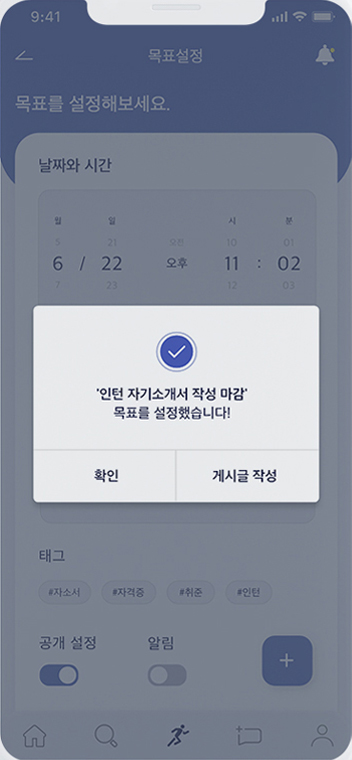 9:41
목표설정
목표를 설정해보세요.
날짜와 시간
월 일 시 분
5 21 오전 10 01
6 / 22 오후 11 : 02
7 23 12 03
'인턴 자기소개서 작성 마감'
목표를 설정했습니다!
확인 게시글 작성
태그
#자소서 #자격증 #취준 #인턴
공개 설정 알림